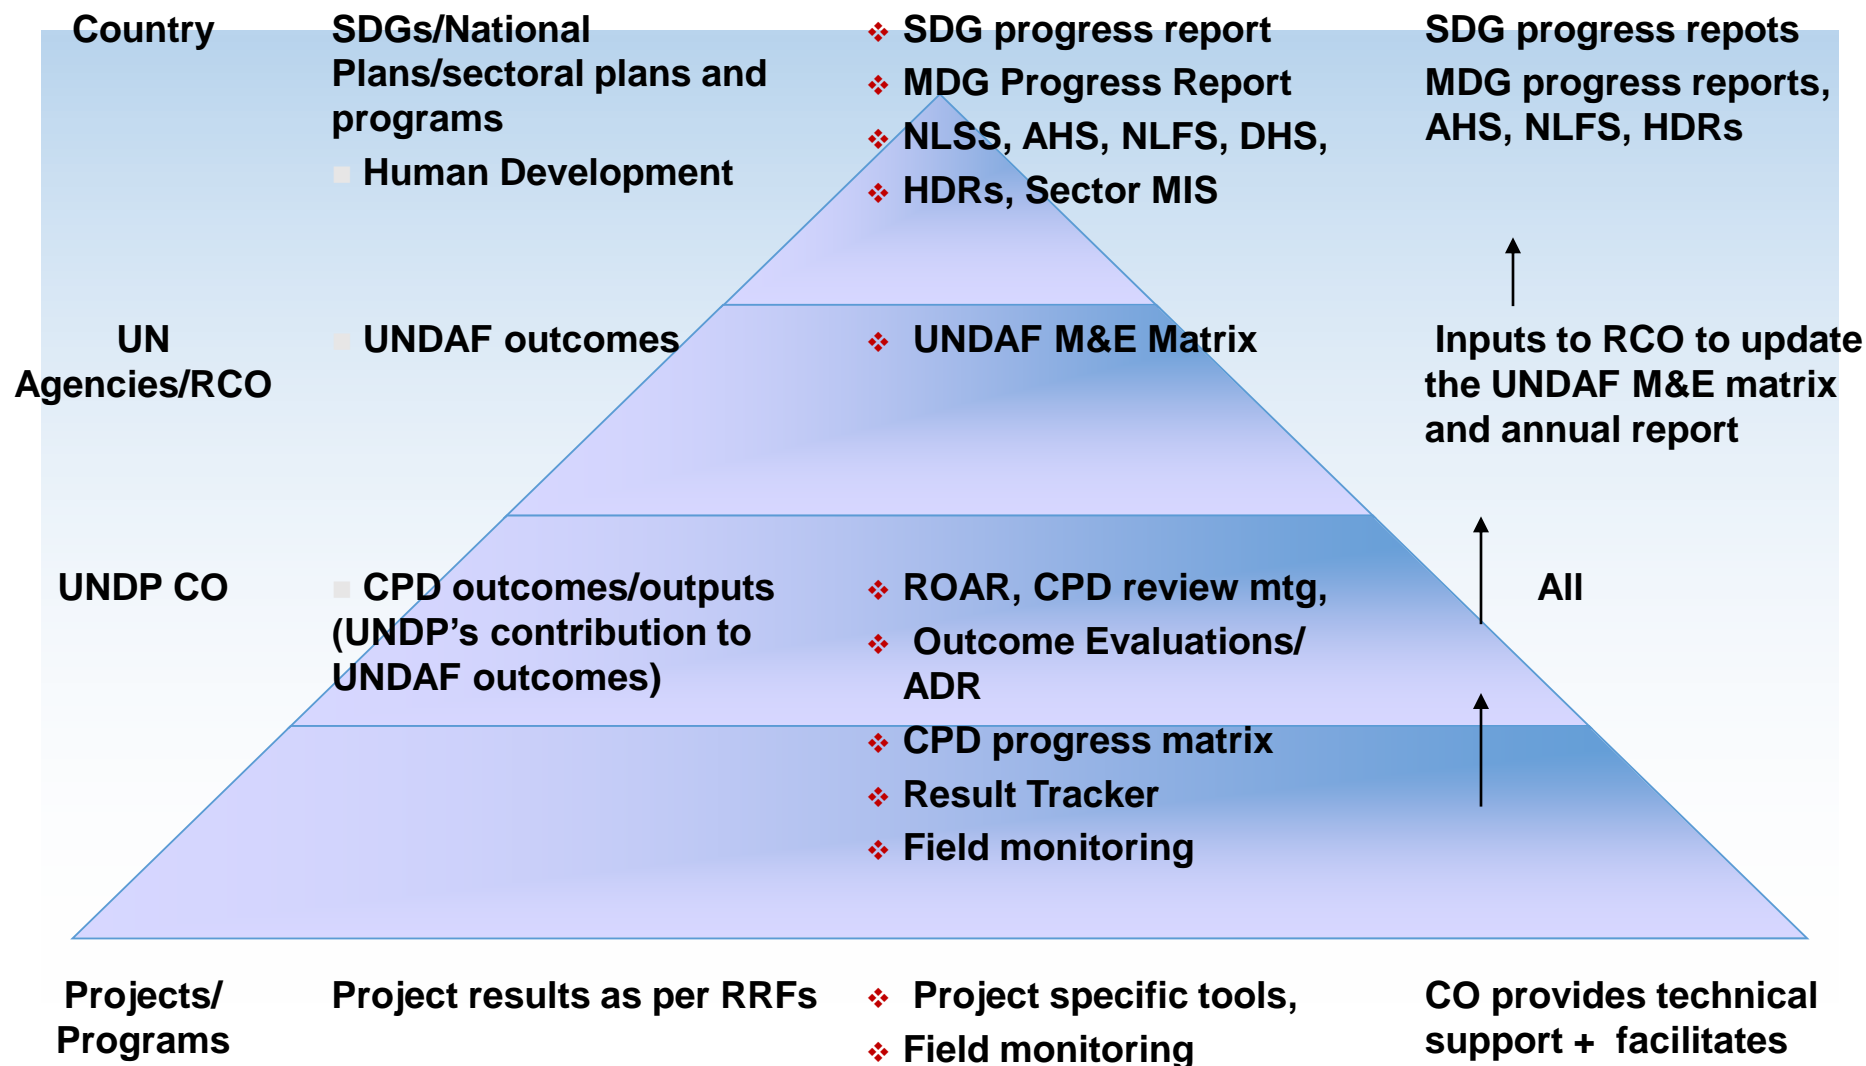 Country
SDGs/National
Plans/sectoral plans and
programs
Human Development
SDG progress report
MDG Progress Report
NLSS, AHS, NLFS, DHS,
HDRs, Sector MIS
SDG progress repots
MDG progress reports,
AHS, NLFS, HDRs
UN
Agencies/RCO
UNDAF outcomes
UNDAF M&E Matrix
Inputs to RCO to update
the UNDAF M&E matrix
and annual report
UNDP CO
CPD outcomes/outputs
(UNDP’s contribution to
UNDAF outcomes)
ROAR, CPD review mtg,
Outcome Evaluations/
ADR
CPD progress matrix
Result Tracker
Field monitoring
All
Projects/
Programs
Project results as per RRFs
Project specific tools,
Field monitoring
CO provides technical
support + facilitates